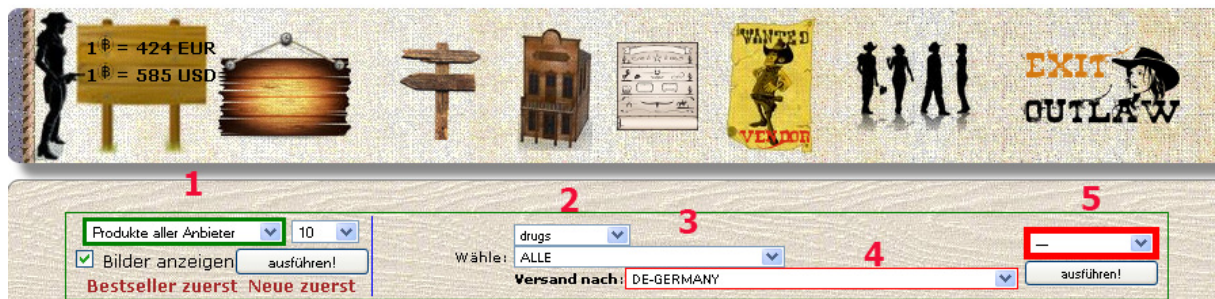 1฿ = 424 EUR
1฿ = 585 USD
WANTED
VENDOR
EXIT
OUTLAW
1
2
3
4
5
Produkte aller Anbieter
10
Bilder anzeigen
ausführen!
Bestseller zuerst Neue zuerst
drugs
Wähle: ALLE
Versand nach: DE-GERMANY
—
ausführen!